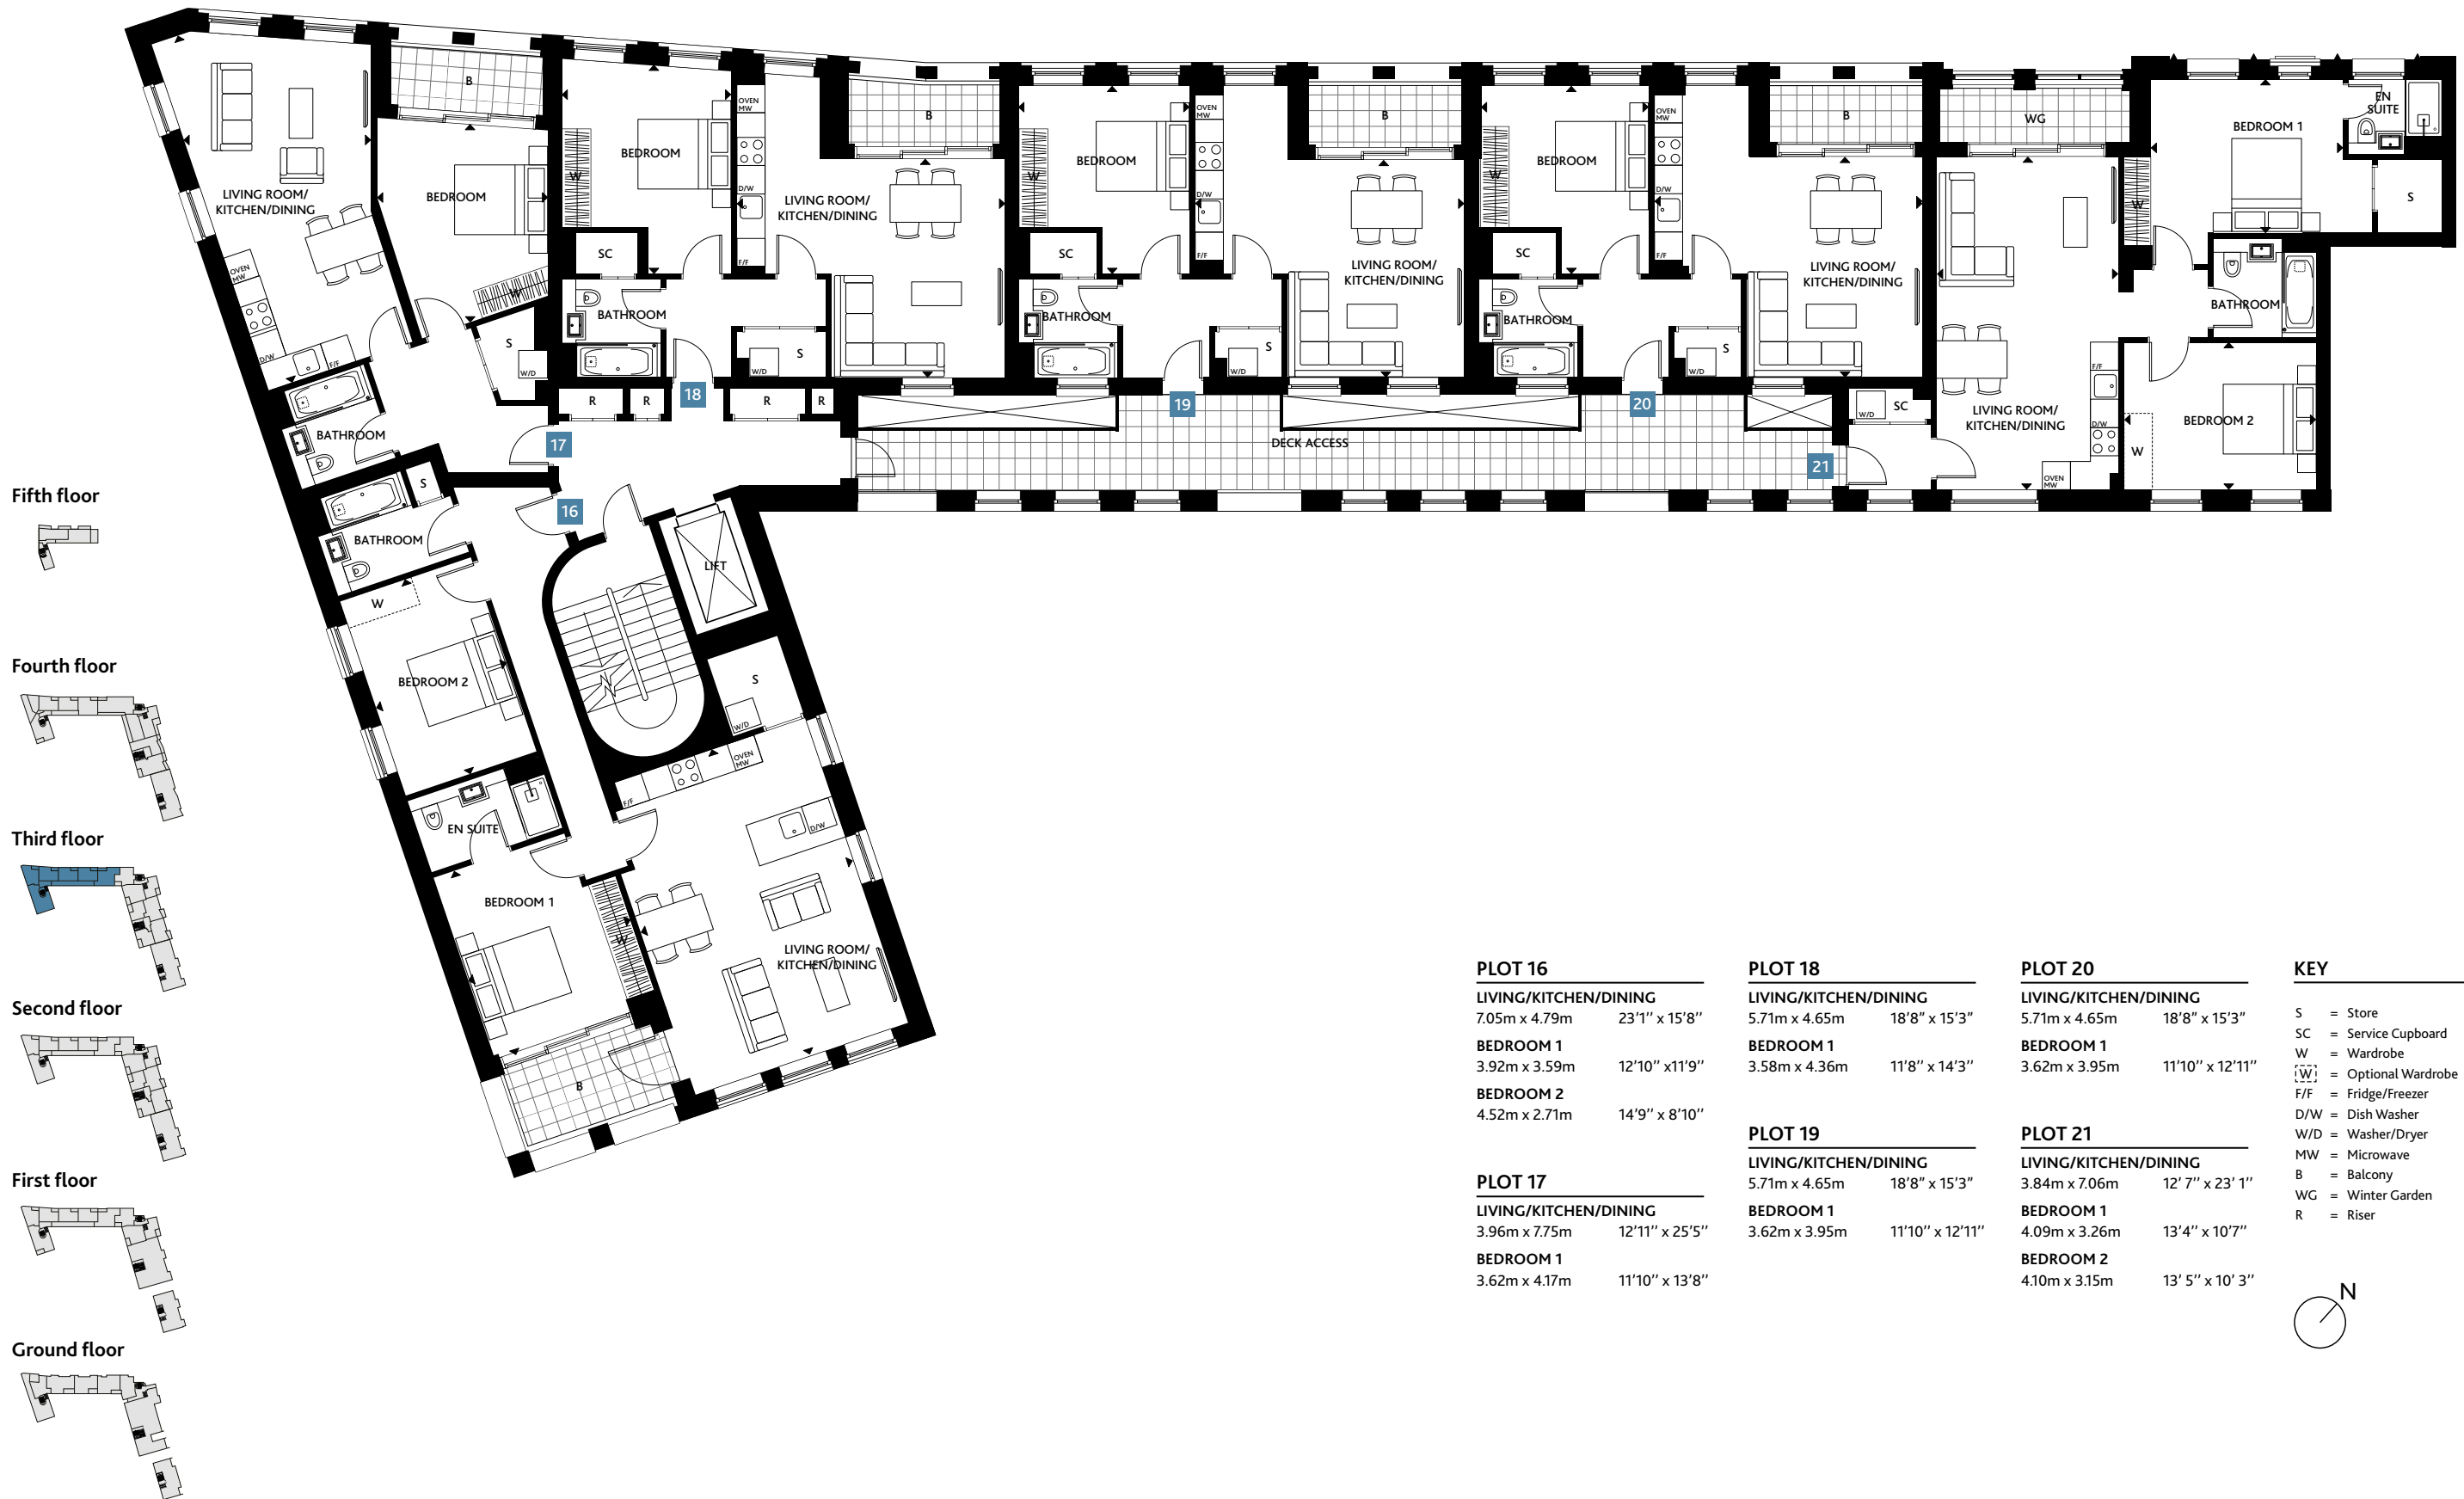 B
LIVING ROOM/
KITCHEN/DINING
BEDROOM
W
OVEN
MW
D/W
F/F
S
W/D
BATHROOM
17
BEDROOM
W
SC
BATHROOM
OVEN
MW
D/W
F/F
LIVING ROOM/
KITCHEN/DINING
B
S
W/D
18
R
R
R
R
BEDROOM
W
SC
BATHROOM
OVEN
MW
D/W
F/F
B
LIVING ROOM/
KITCHEN/DINING
S
W/D
19
BEDROOM
W
SC
BATHROOM
OVEN
MW
D/W
F/F
B
LIVING ROOM/
KITCHEN/DINING
S
W/D
20
DECK ACCESS
21
WG
W/D
SC
LIVING ROOM/
KITCHEN/DINING
F/F
D/W
OVEN
MW
BEDROOM 1
EN
SUITE
W
S
BATHROOM
BEDROOM 2
W
16
S
BATHROOM
LIFT
W
BEDROOM 2
S
W/D
OVEN
MW
F/F
D/W
EN SUITE
BEDROOM 1
W
LIVING ROOM/
KITCHEN/DINING
B
Fifth floor
Fourth floor
Third floor
Second floor
First floor
Ground floor
PLOT 16
LIVING/KITCHEN/DINING
7.05m x 4.79m 23'1'' x 15'8''
BEDROOM 1
3.92m x 3.59m 12'10'' x11'9''
BEDROOM 2
4.52m x 2.71m 14'9'' x 8'10''
PLOT 17
LIVING/KITCHEN/DINING
3.96m x 7.75m 12'11'' x 25'5''
BEDROOM 1
3.62m x 4.17m 11'10'' x 13'8''
PLOT 18
LIVING/KITCHEN/DINING
5.71m x 4.65m 18'8" x 15'3"
BEDROOM 1
3.58m x 4.36m 11'8'' x 14'3''
PLOT 19
LIVING/KITCHEN/DINING
5.71m x 4.65m 18'8" x 15'3"
BEDROOM 1
3.62m x 3.95m 11'10'' x 12'11''
PLOT 20
LIVING/KITCHEN/DINING
5.71m x 4.65m 18'8" x 15'3"
BEDROOM 1
3.62m x 3.95m 11'10'' x 12'11''
PLOT 21
LIVING/KITCHEN/DINING
3.84m x 7.06m 12' 7'' x 23' 1''
BEDROOM 1
4.09m x 3.26m 13'4'' x 10'7''
BEDROOM 2
4.10m x 3.15m 13' 5'' x 10' 3''
KEY
S = Store
SC = Service Cupboard
W = Wardrobe
W = Optional Wardrobe
F/F = Fridge/Freezer
D/W = Dish Washer
W/D = Washer/Dryer
MW = Microwave
B = Balcony
WG = Winter Garden
R = Riser
N